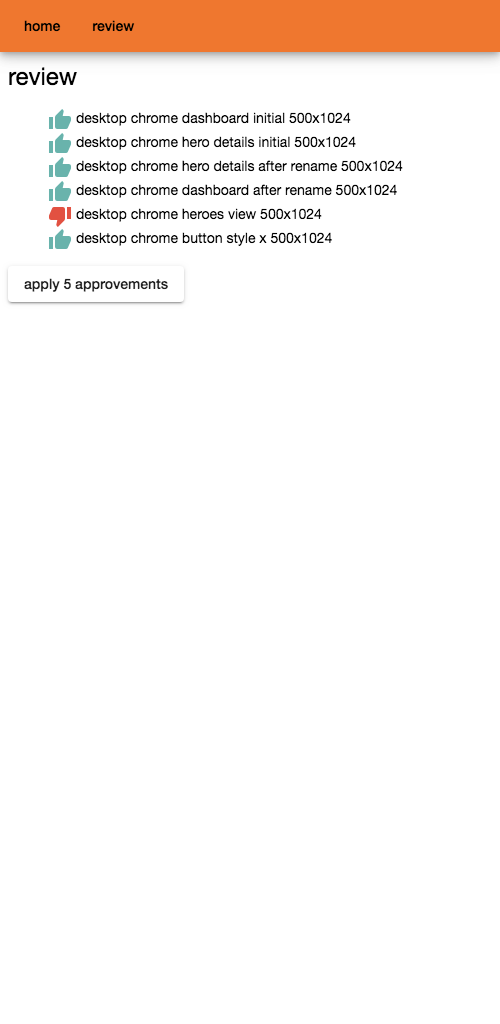 home review
review
desktop chrome dashboard initial 500x1024
desktop chrome hero details initial 500x1024
desktop chrome hero details after rename 500x1024
desktop chrome dashboard after rename 500x1024
desktop chrome heroes view 500x1024
desktop chrome button style x 500x1024
apply 5 approvements